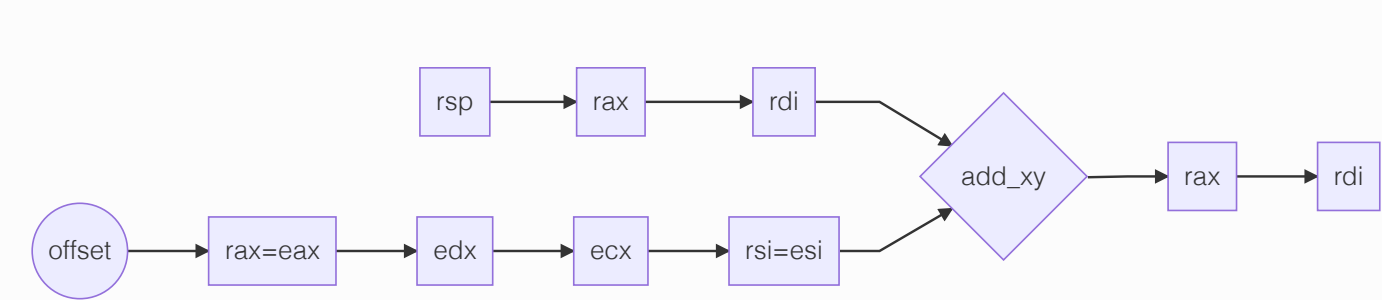 rsp
rax
rdi
add_xy
rax
rdi
offset
rax=eax
edx
ecx
rsi=esi